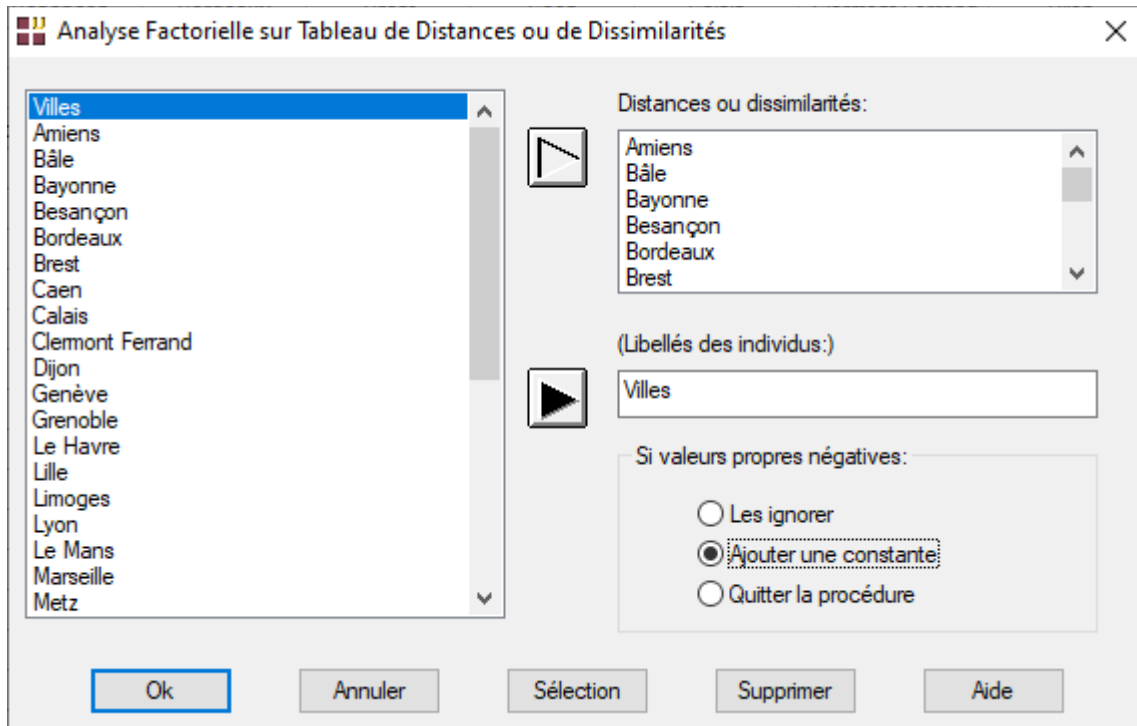 Analyse Factorielle sur Tableau de Distances ou de Dissimilarités
Villes
Amiens
Bâle
Bayonne
Besançon
Bordeaux
Brest
Caen
Calais
Clermont Ferrand
Dijon
Genève
Grenoble
Le Havre
Lille
Limoges
Lyon
Le Mans
Marseille
Metz
Distances ou dissimilarités:
Amiens
Bâle
Bayonne
Besançon
Bordeaux
Brest
(Libellés des individus:)
Villes
Si valeurs propres négatives:
Les ignorer
Ajouter une constante
Quitter la procédure
Ok
Annuler
Sélection
Supprimer
Aide